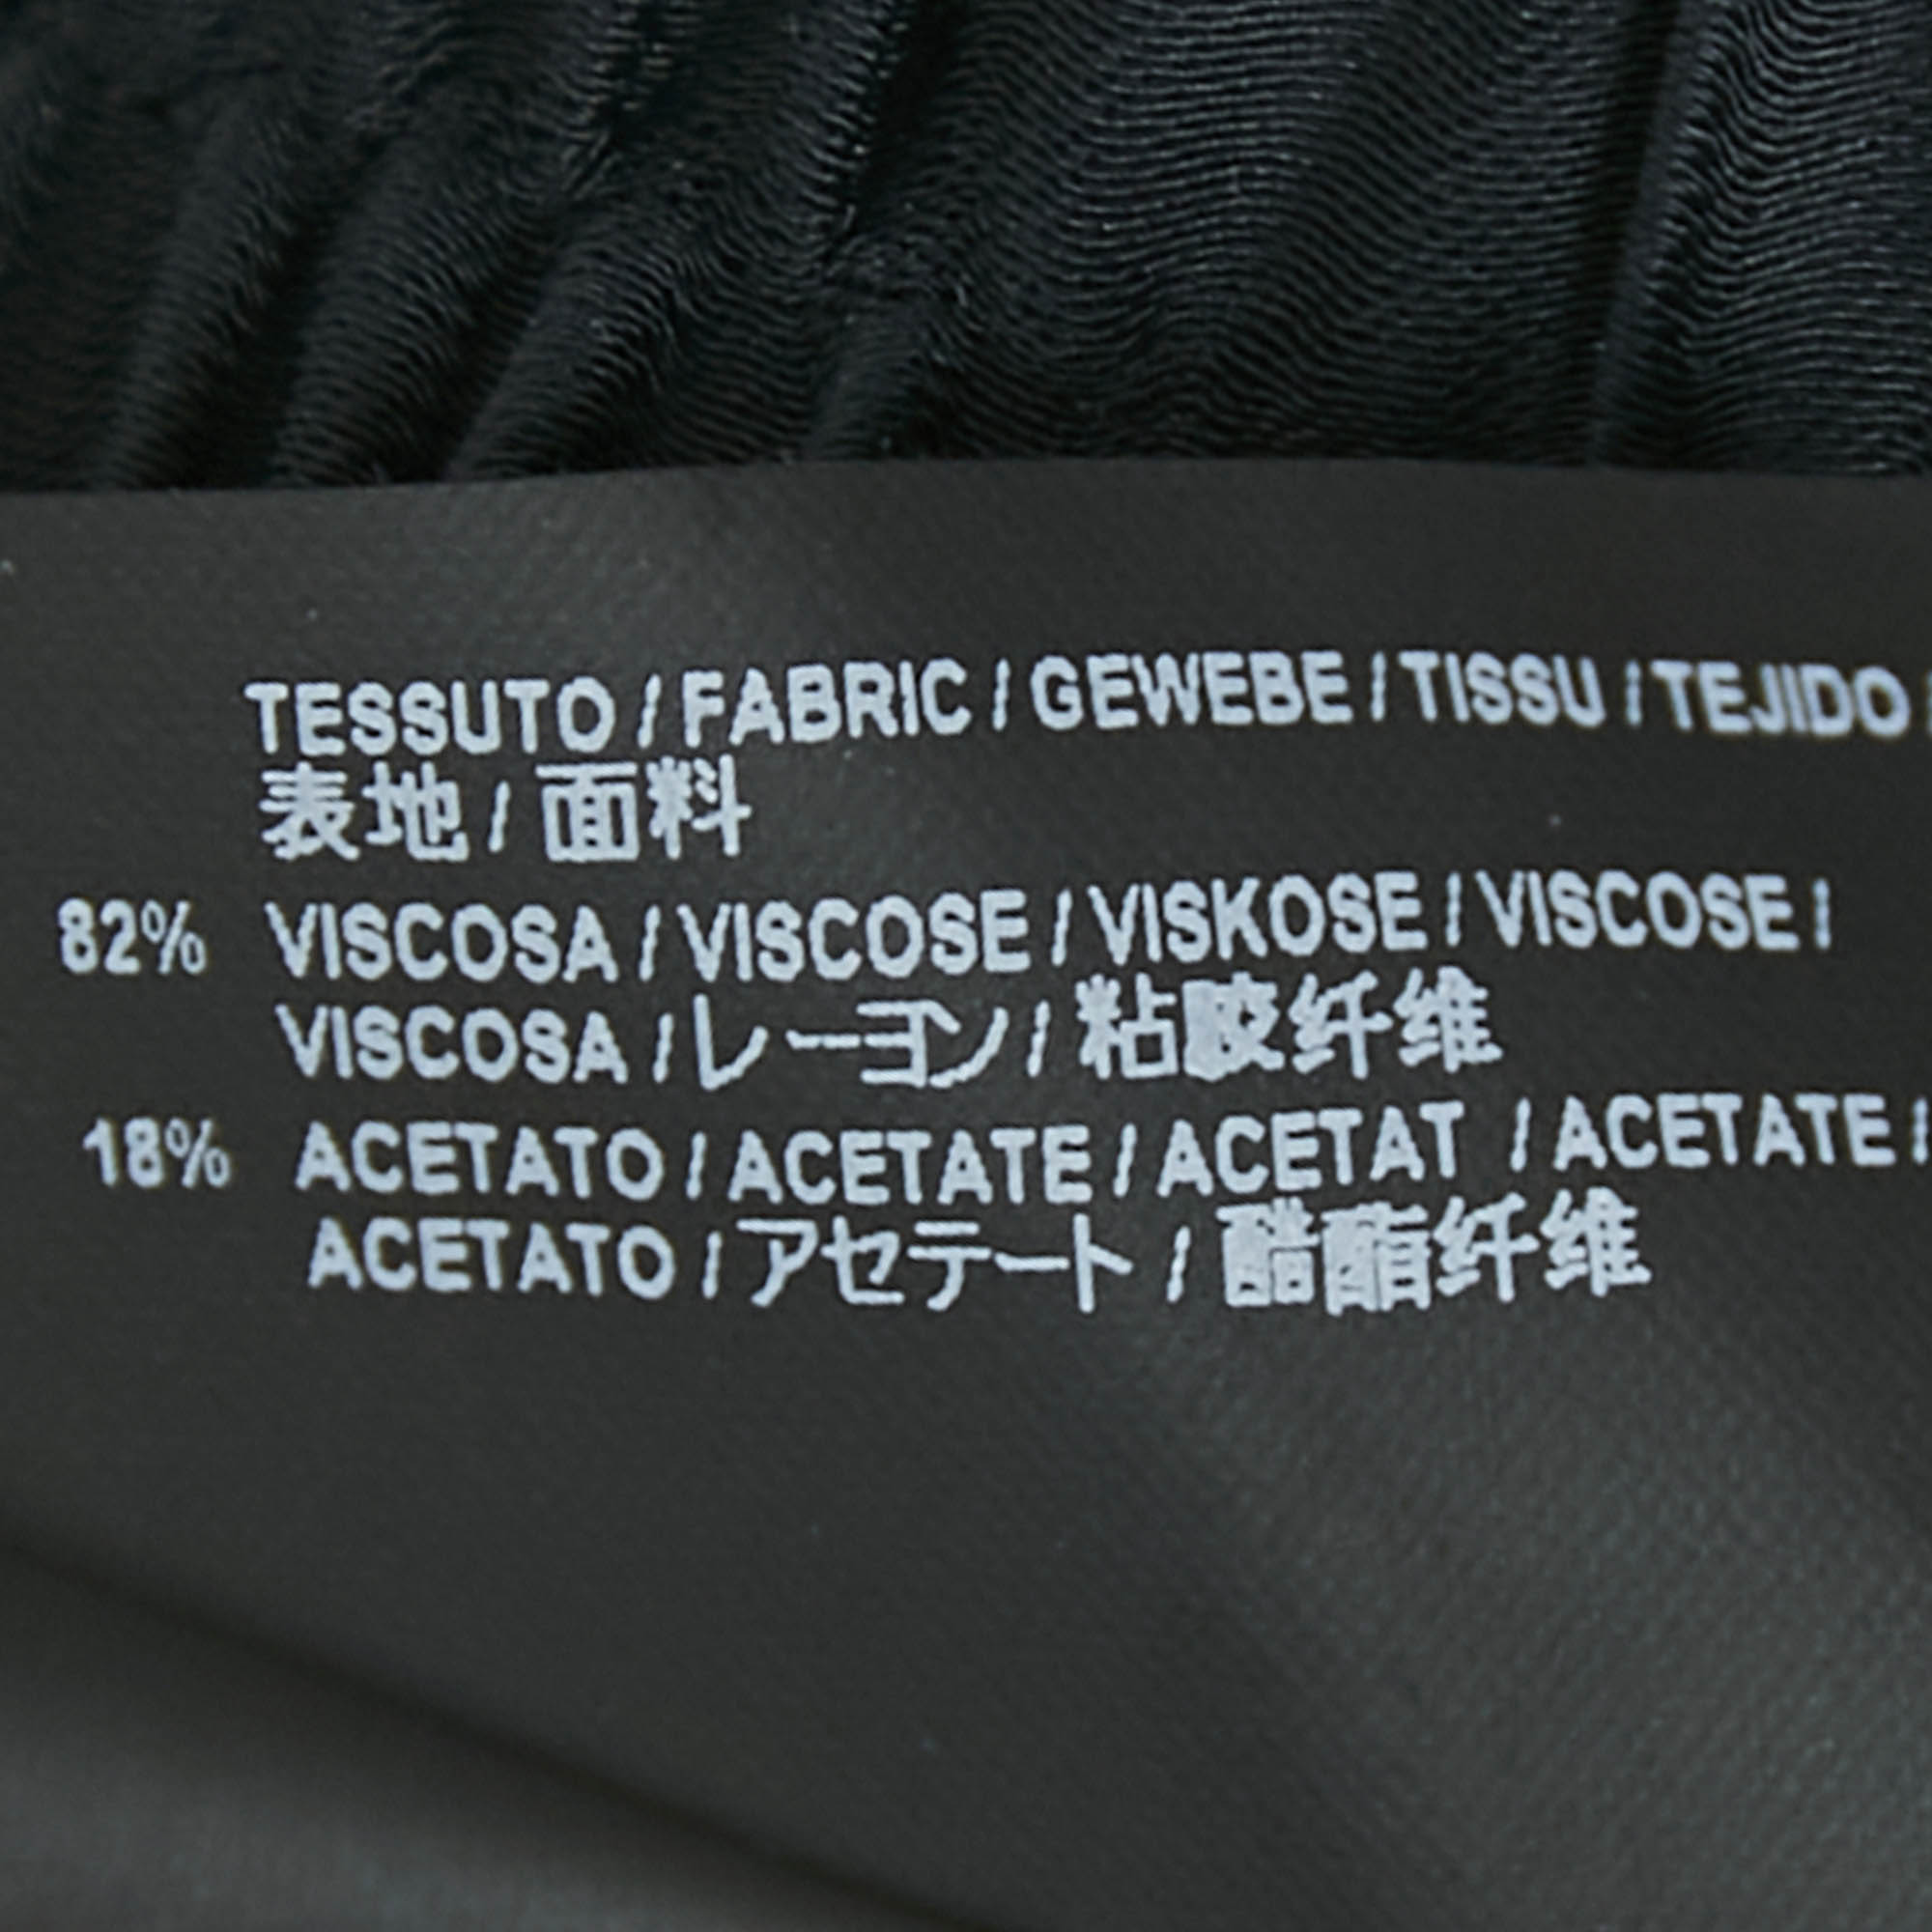 TESSUTO / FABRIC / GEWEBE / TISSU / TEJIDO /
表地 / 面料
82% VISCOSA / VISCOSE / VISKOSE / VISCOSE /
VISCOSA / レーヨン / 粘胶纤维
18% ACETATO / ACETATE / ACETAT / ACETATE /
ACETATO / アセテート / 醋酯纤维